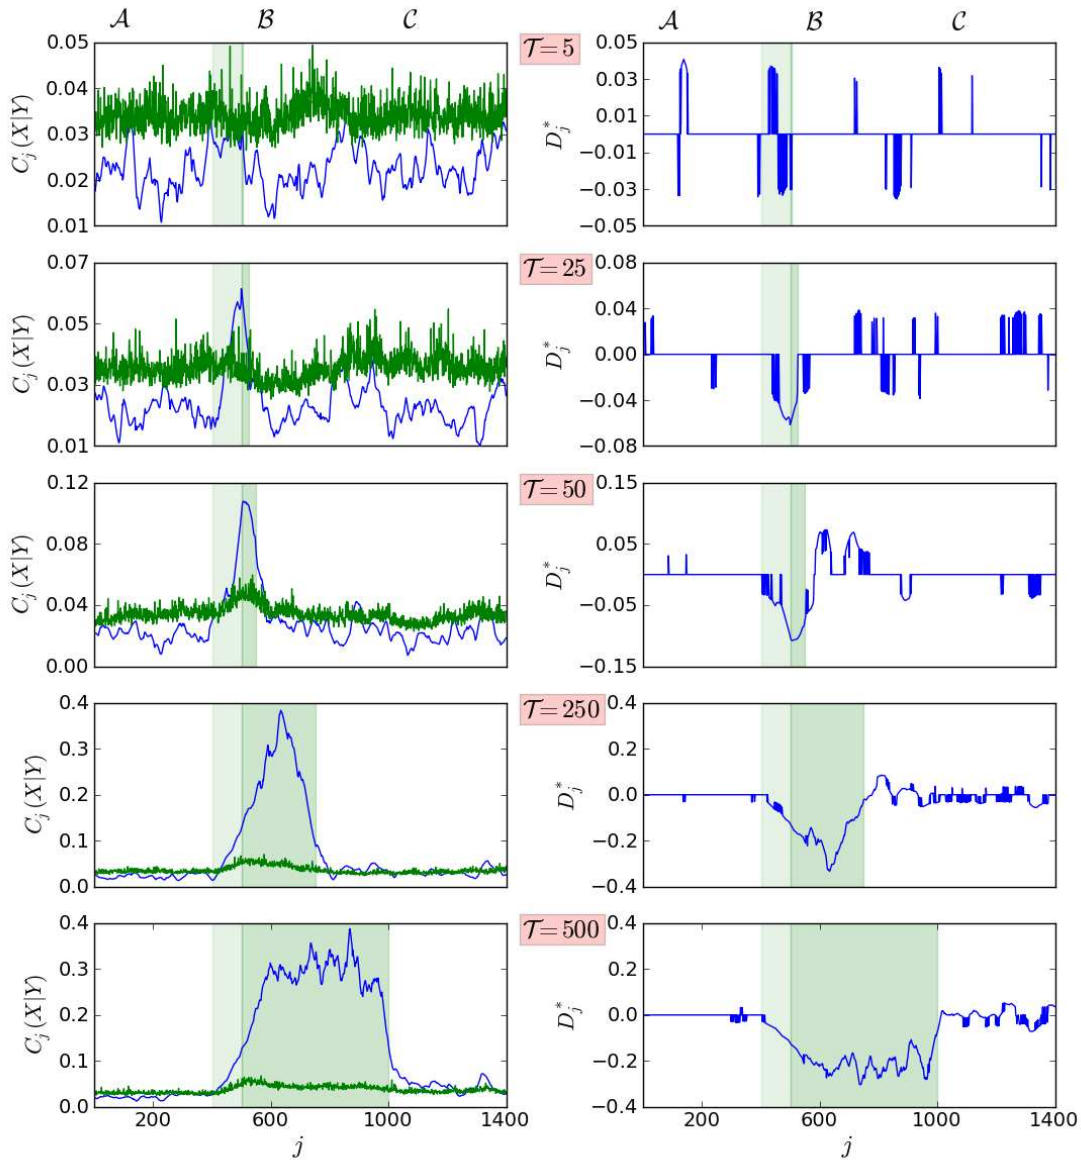 𝒜 ℬ 𝒞 𝒜 ℬ 𝒞
𝒯 = 5
C_j(X|Y)
0.05
0.04
0.03
0.02
0.01
D_j^*
0.05
0.03
0.01
−0.01
−0.03
−0.05
𝒯 = 25
C_j(X|Y)
0.07
0.05
0.03
0.01
D_j^*
0.08
0.04
0.00
−0.04
−0.08
𝒯 = 50
C_j(X|Y)
0.12
0.08
0.04
0.00
D_j^*
0.15
0.05
−0.05
−0.15
𝒯 = 250
C_j(X|Y)
0.4
0.3
0.2
0.1
0.0
D_j^*
0.4
0.2
0.0
−0.2
−0.4
𝒯 = 500
C_j(X|Y)
0.4
0.3
0.2
0.1
0.0
D_j^*
0.4
0.2
0.0
−0.2
−0.4
200 600 1000 1400
j
200 600 1000 1400
j